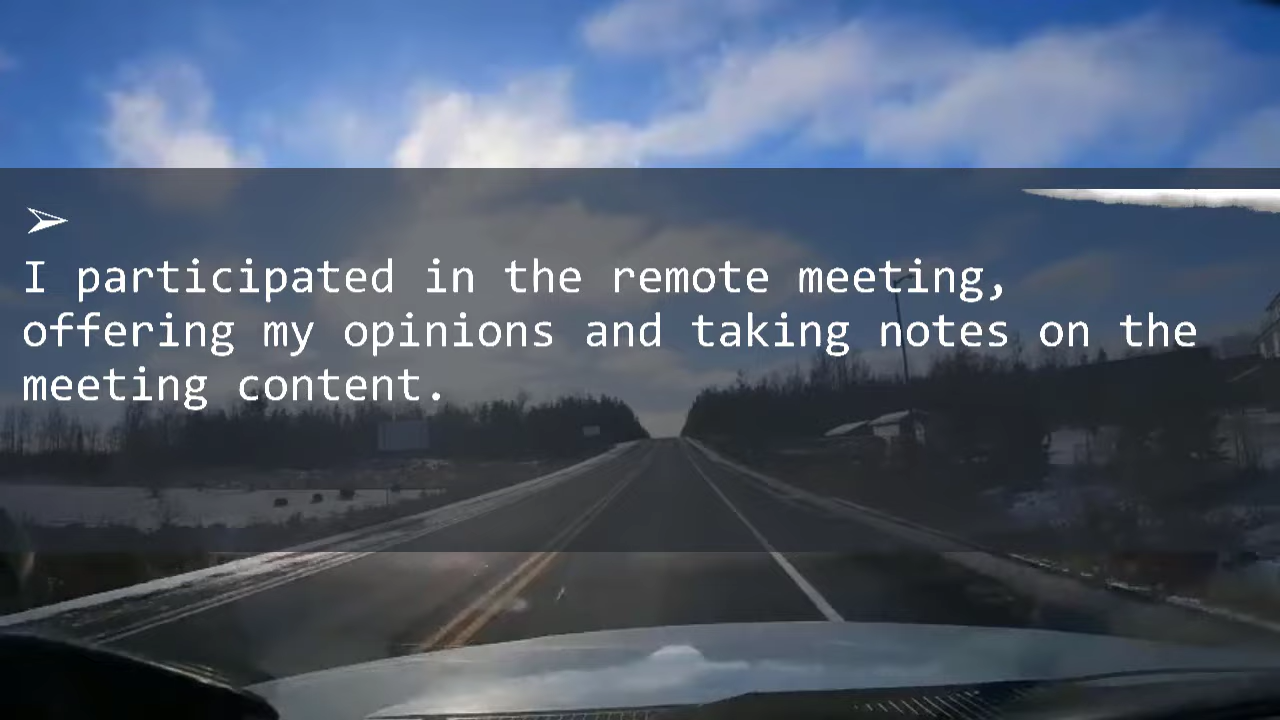 ➢
I participated in the remote meeting,
offering my opinions and taking notes on the
meeting content.